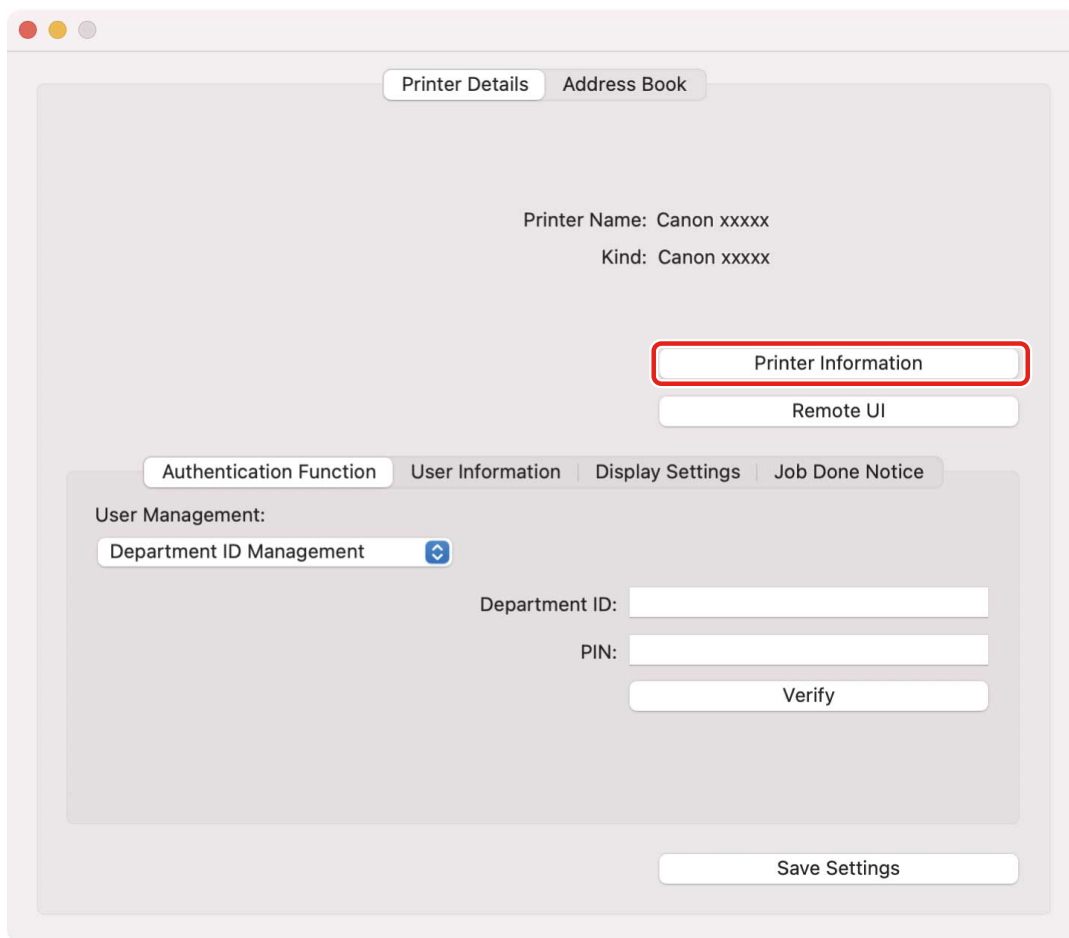 Printer Details Address Book
Printer Name: Canon xxxxx
Kind: Canon xxxxx
Printer Information
Remote UI
Authentication Function User Information Display Settings Job Done Notice
User Management:
Department ID Management
Department ID:
PIN:
Verify
Save Settings